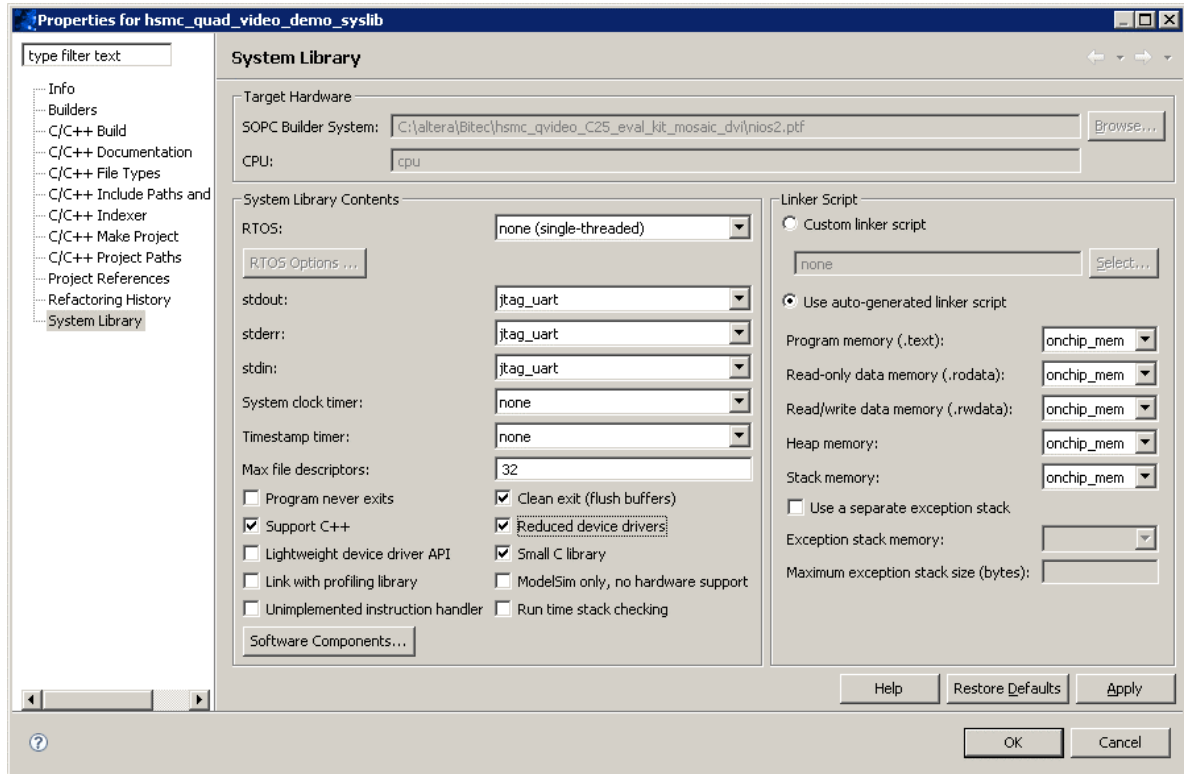 Properties for hsmc_quad_video_demo_syslib
type filter text
Info
Builders
C/C++ Build
C/C++ Documentation
C/C++ File Types
C/C++ Include Paths and
C/C++ Indexer
C/C++ Make Project
C/C++ Project Paths
Project References
Refactoring History
System Library
System Library
Target Hardware
SOPC Builder System: C:\altera\Bitec\hsmc_qvideo_C25_eval_kit_mosaic_dvi\nios2.ptf Browse...
CPU: cpu
System Library Contents
RTOS: none (single-threaded)
RTOS Options ...
stdout: jtag_uart
stderr: jtag_uart
stdin: jtag_uart
System clock timer: none
Timestamp timer: none
Max file descriptors: 32
Program never exits Clean exit (flush buffers)
Support C++ Reduced device drivers
Lightweight device driver API Small C library
Link with profiling library ModelSim only, no hardware support
Unimplemented instruction handler Run time stack checking
Software Components...
Linker Script
Custom linker script
none Select...
Use auto-generated linker script
Program memory (.text): onchip_mem
Read-only data memory (.rodata): onchip_mem
Read/write data memory (.rwdata): onchip_mem
Heap memory: onchip_mem
Stack memory: onchip_mem
Use a separate exception stack
Exception stack memory:
Maximum exception stack size (bytes):
Help Restore Defaults Apply
? OK Cancel